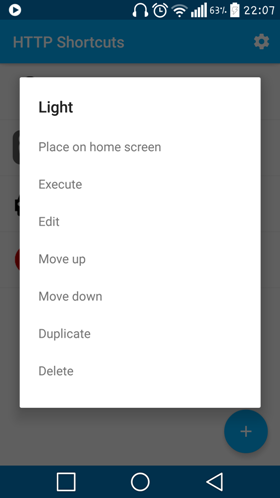 63% 22:07
HTTP Shortcuts
Light
Place on home screen
Execute
Edit
Move up
Move down
Duplicate
Delete